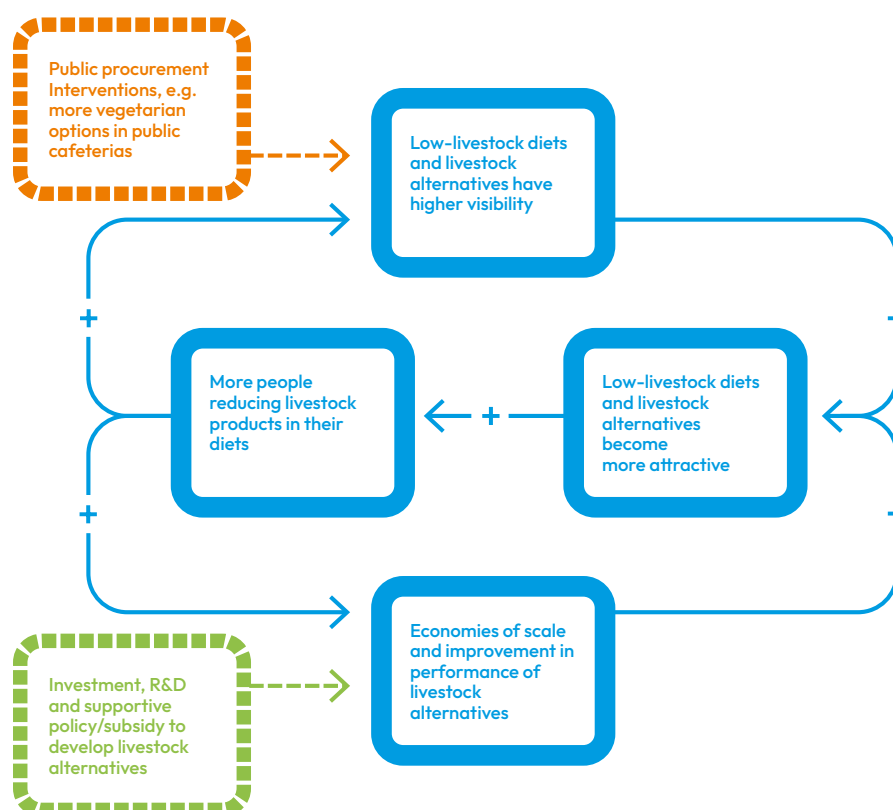 Public procurement
Interventions, e.g.
more vegetarian
options in public
cafeterias
Low-livestock diets
and livestock
alternatives have
higher visibility
+
+
More people
reducing livestock
products in their
diets
+
Low-livestock diets
and livestock
alternatives
become
more attractive
+
+
Economies of scale
and improvement in
performance of
livestock
alternatives
Investment, R&D
and supportive
policy/subsidy to
develop livestock
alternatives